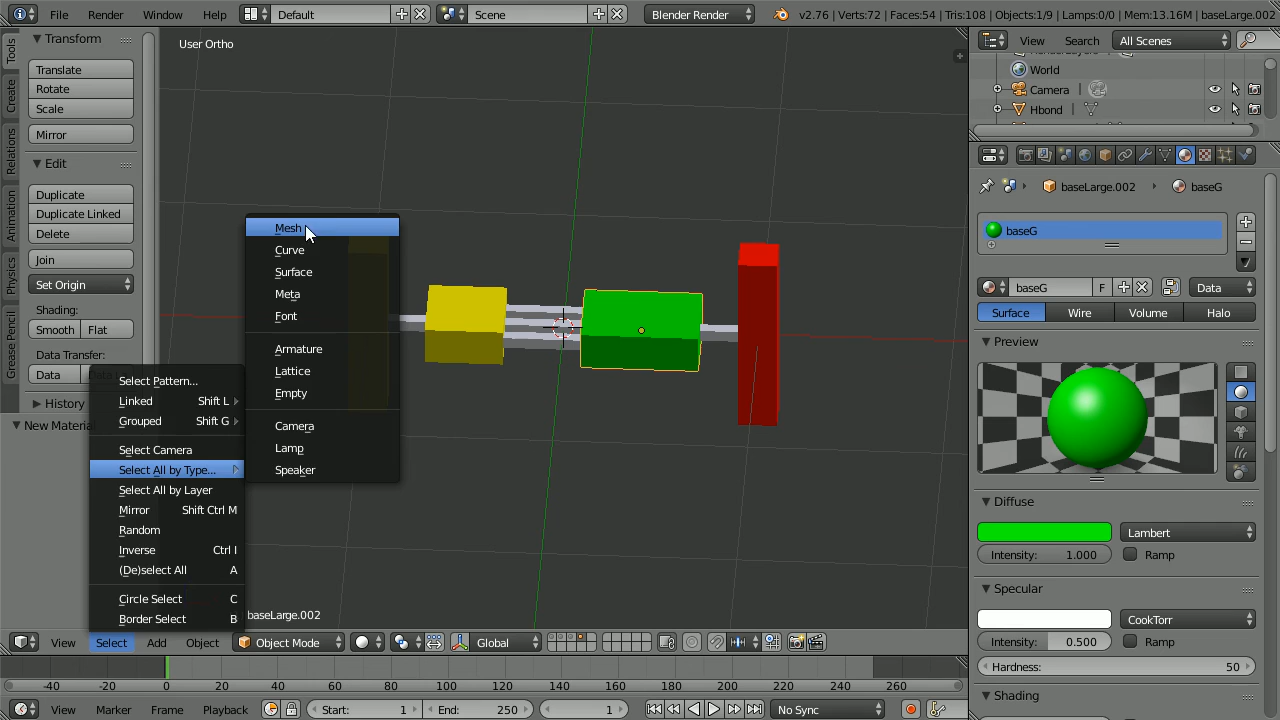 File Render Window Help Default Scene Blender Render v2.76 | Verts:72 | Faces:54 | Tris:108 | Objects:1/9 | Lamps:0/0 | Mem:13.16M | baseLarge.002
Tools
Create
Relations
Animation
Physics
Grease Pencil
Transform
Translate
Rotate
Scale
Mirror
Edit
Duplicate
Duplicate Linked
Delete
Join
Set Origin
Shading:
Smooth Flat
Data Transfer:
Data
History
New Material
User Ortho
Select Pattern...
Linked Shift L
Grouped Shift G
Select Camera
Select All by Type...
Select All by Layer
Mirror Shift Ctrl M
Random
Inverse Ctrl I
(De)select All A
Circle Select C
Border Select B
Mesh
Curve
Surface
Meta
Font
Armature
Lattice
Empty
Camera
Lamp
Speaker
baseLarge.002
View Select Add Object Object Mode Global
-40 -20 0 20 40 60 80 100 120 140 160 180 200 220 240 260
View Marker Frame Playback Start: 1 End: 250 1 No Sync
View Search All Scenes
World
Camera
Hbond
baseLarge.002 baseG
baseG
baseG F Data
Surface Wire Volume Halo
Preview
Diffuse
Lambert
Intensity: 1.000 Ramp
Specular
CookTorr
Intensity: 0.500 Ramp
Hardness: 50
Shading